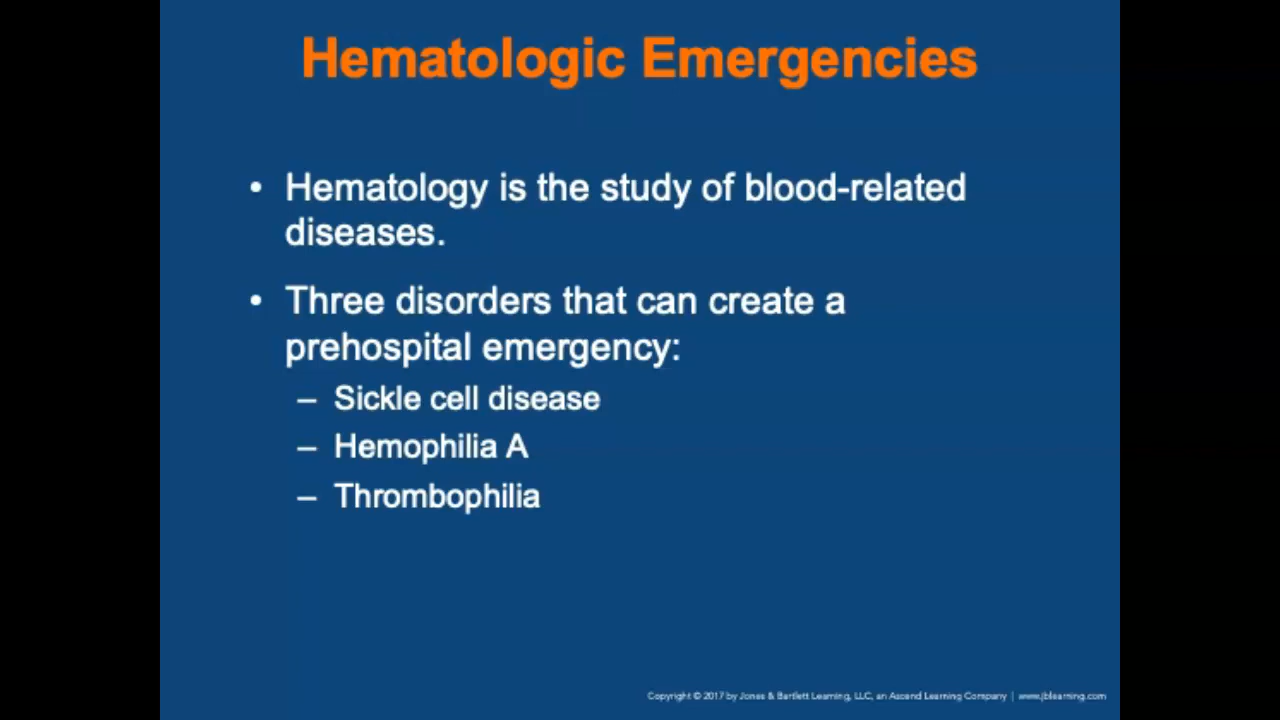 Hematologic Emergencies
• Hematology is the study of blood-related
diseases.
• Three disorders that can create a
prehospital emergency:
– Sickle cell disease
– Hemophilia A
– Thrombophilia
Copyright © 2017 by Jones & Bartlett Learning, LLC, an Ascend Learning Company | www.jblearning.com